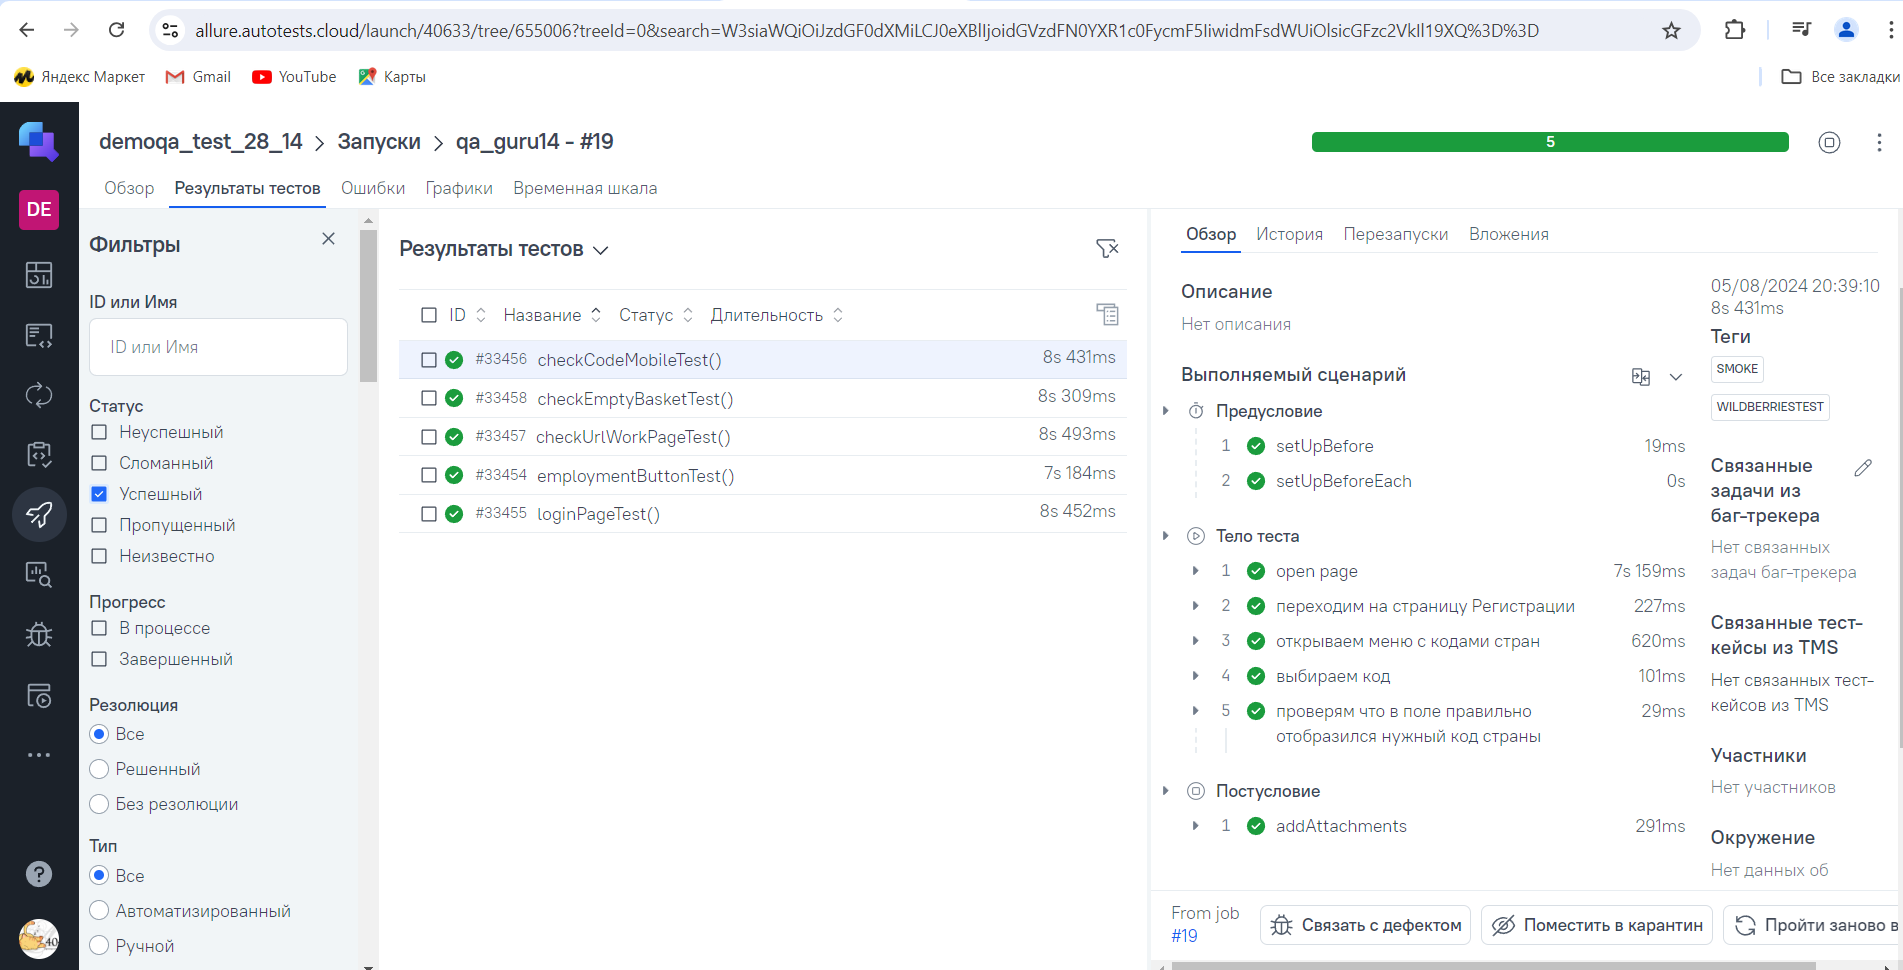 allure.autotests.cloud/launch/40633/tree/655006?treeId=0&search=W3siaWQiOiJzdGF0dXMiLCJ0eXBlIjoidGVzdFN0YXR1c0FycmF5IiwidmFsdWUiOlsicGFzc2VkIl19XQ%3D%3D
Яндекс Маркет
Gmail
YouTube
Карты
Все закладки
demoqa_test_28_14 > Запуски > qa_guru14 - #19
5
DE
Обзор
Результаты тестов
Ошибки
Графики
Временная шкала
Фильтры
ID или Имя
ID или Имя
Статус
Неуспешный
Сломанный
Успешный
Пропущенный
Неизвестно
Прогресс
В процессе
Завершенный
Резолюция
Все
Решенный
Без резолюции
Тип
Все
Автоматизированный
Ручной
40
Результаты тестов
ID Название Статус Длительность
#33456 checkCodeMobileTest() 8s 431ms
#33458 checkEmptyBasketTest() 8s 309ms
#33457 checkUrlWorkPageTest() 8s 493ms
#33454 employmentButtonTest() 7s 184ms
#33455 loginPageTest() 8s 452ms
Обзор
История
Перезапуски
Вложения
Описание
Нет описания
Выполняемый сценарий
Предусловие
1 setUpBefore 19ms
2 setUpBeforeEach 0s
Тело теста
1 open page 7s 159ms
2 переходим на страницу Регистрации 227ms
3 открываем меню с кодами стран 620ms
4 выбираем код 101ms
5 проверям что в поле правильно 29ms
отобразился нужный код страны
Постусловие
1 addAttachments 291ms
05/08/2024 20:39:10
8s 431ms
Теги
SMOKE
WILDBERRIESTEST
Связанные
задачи из
баг-трекера
Нет связанных
задач баг-трекера
Связанные тест-
кейсы из TMS
Нет связанных тест-
кейсов из TMS
Участники
Нет участников
Окружение
Нет данных об
From job
#19
Связать с дефектом
Поместить в карантин
Пройти заново в